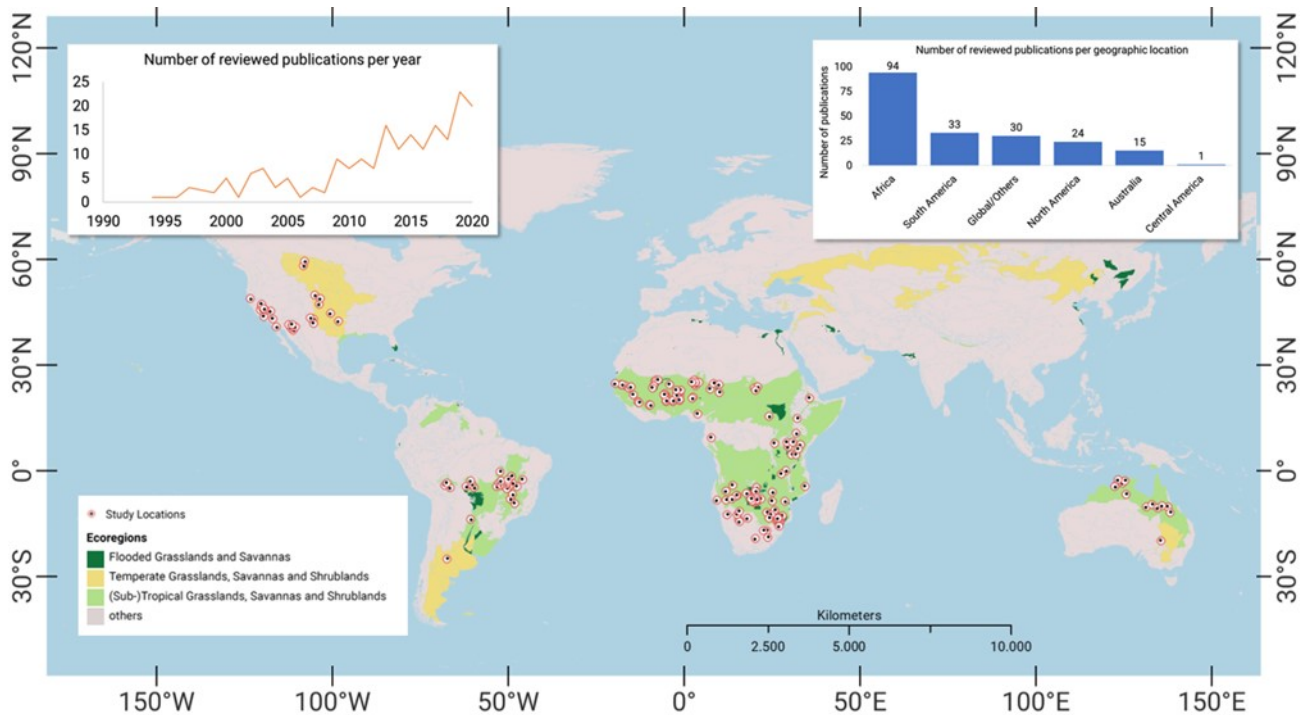 Number of reviewed publications per year
25
20
15
10
5
0
1990 1995 2000 2005 2010 2015 2020
Number of reviewed publications per geographic location
Number of publications
100
75
50
25
0
94
33
30
24
15
1
Africa
South America
Global/Others
North America
Australia
Central America
120°N
90°N
60°N
30°N
0°
30°S
120°N
90°N
60°N
30°N
0°
30°S
Study Locations
Ecoregions
Flooded Grasslands and Savannas
Temperate Grasslands, Savannas and Shrublands
(Sub-)Tropical Grasslands, Savannas and Shrublands
others
Kilometers
0 2.500 5.000 10.000
150°W 100°W 50°W 0° 50°E 100°E 150°E